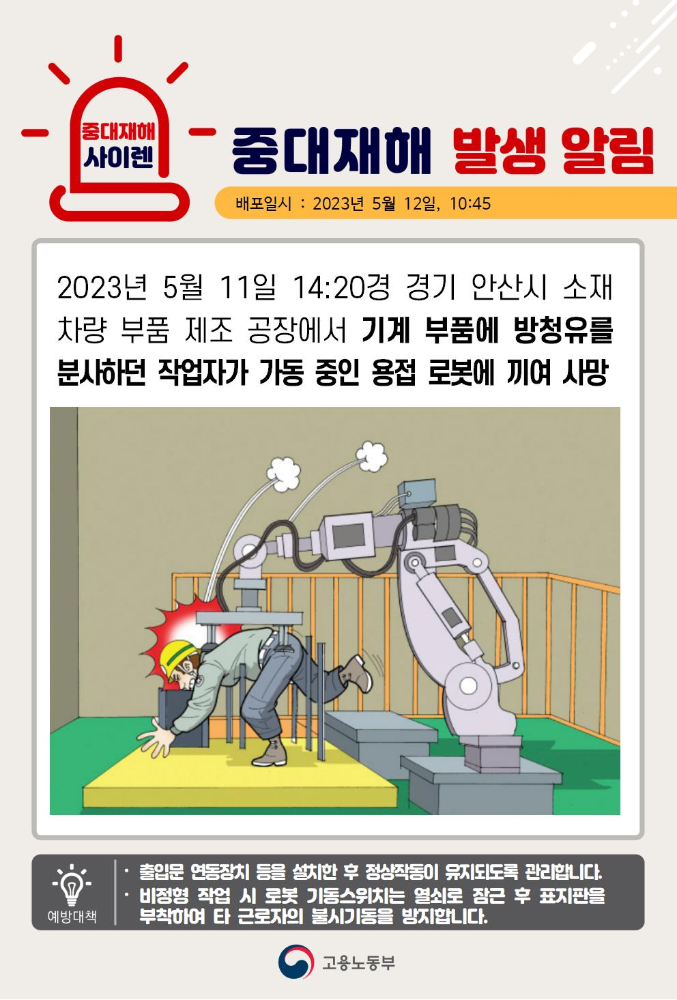 중대재해
사이렌
중대재해 발생 알림
배포일시 : 2023년 5월 12일, 10:45
2023년 5월 11일 14:20경 경기 안산시 소재
차량 부품 제조 공장에서 기계 부품에 방청유를
분사하던 작업자가 가동 중인 용접 로봇에 끼여 사망
· 출입문 연동장치 등을 설치한 후 정상작동이 유지되도록 관리합니다.
· 비정형 작업 시 로봇 기동스위치는 열쇠로 잠근 후 표지판을
부착하여 타 근로자의 불시기동을 방지합니다.
예방대책
고용노동부